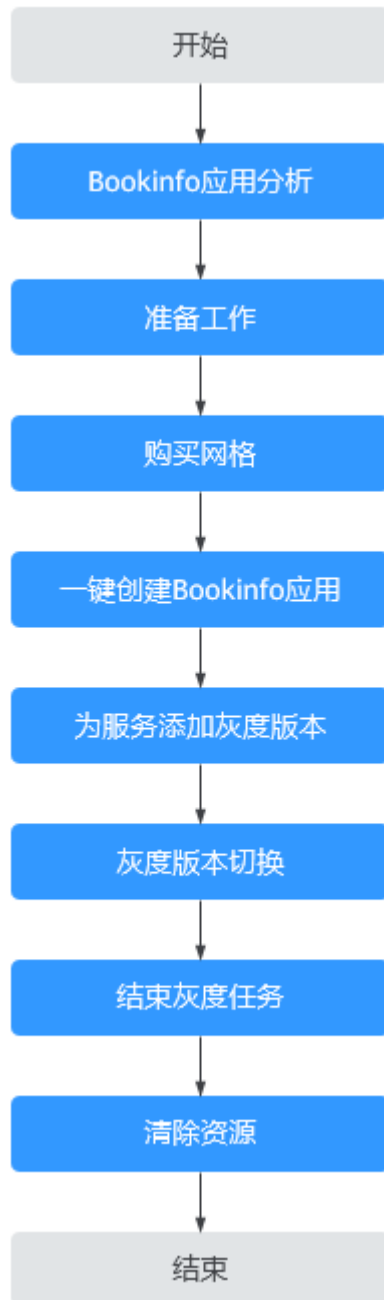 开始
Bookinfo应用分析
准备工作
购买网格
一键创建Bookinfo应用
为服务添加灰度版本
灰度版本切换
结束灰度任务
清除资源
结束